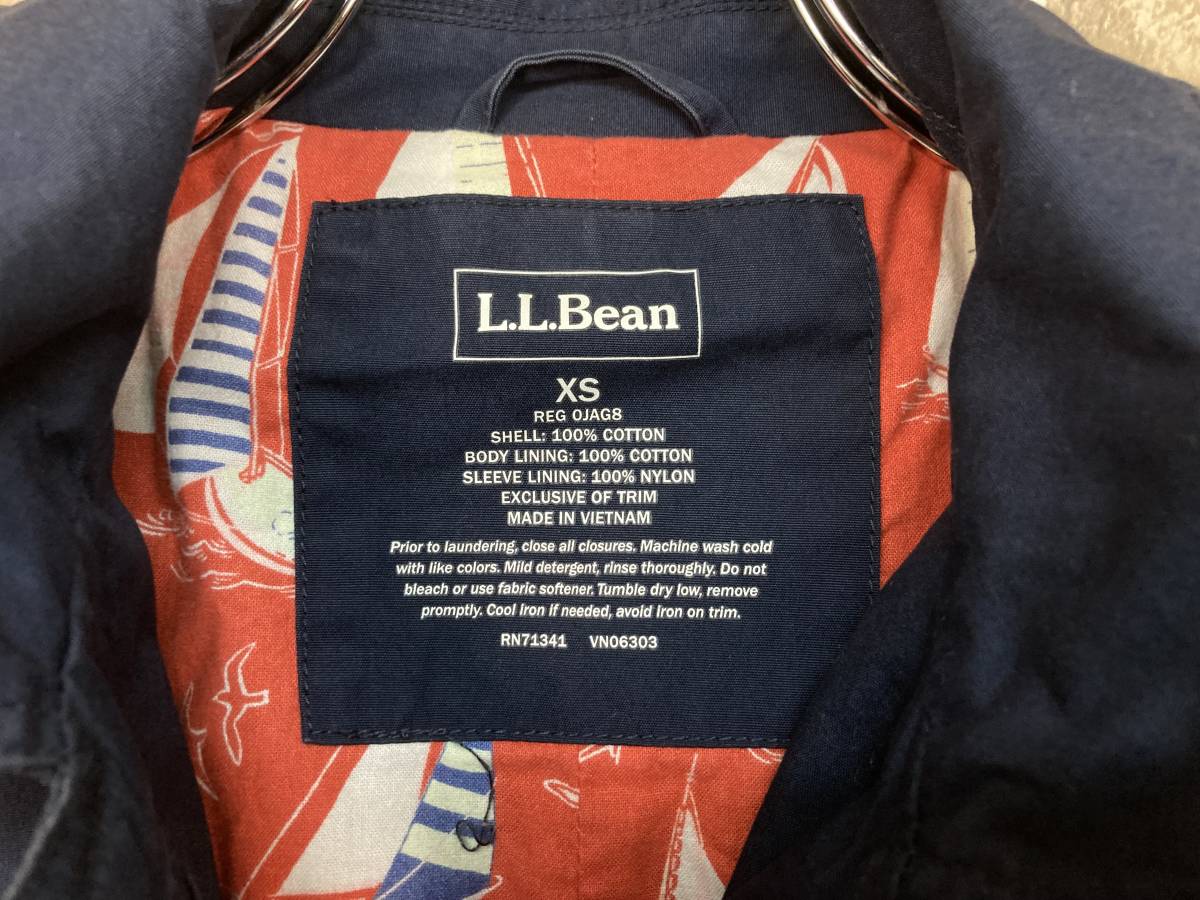 L.L.Bean
XS
REG 0JAG8
SHELL: 100% COTTON
BODY LINING: 100% COTTON
SLEEVE LINING: 100% NYLON
EXCLUSIVE OF TRIM
MADE IN VIETNAM
Prior to laundering, close all closures. Machine wash cold
with like colors. Mild detergent, rinse thoroughly. Do not
bleach or use fabric softener. Tumble dry low, remove
promptly. Cool Iron if needed, avoid Iron on trim.
RN71341 VN06303